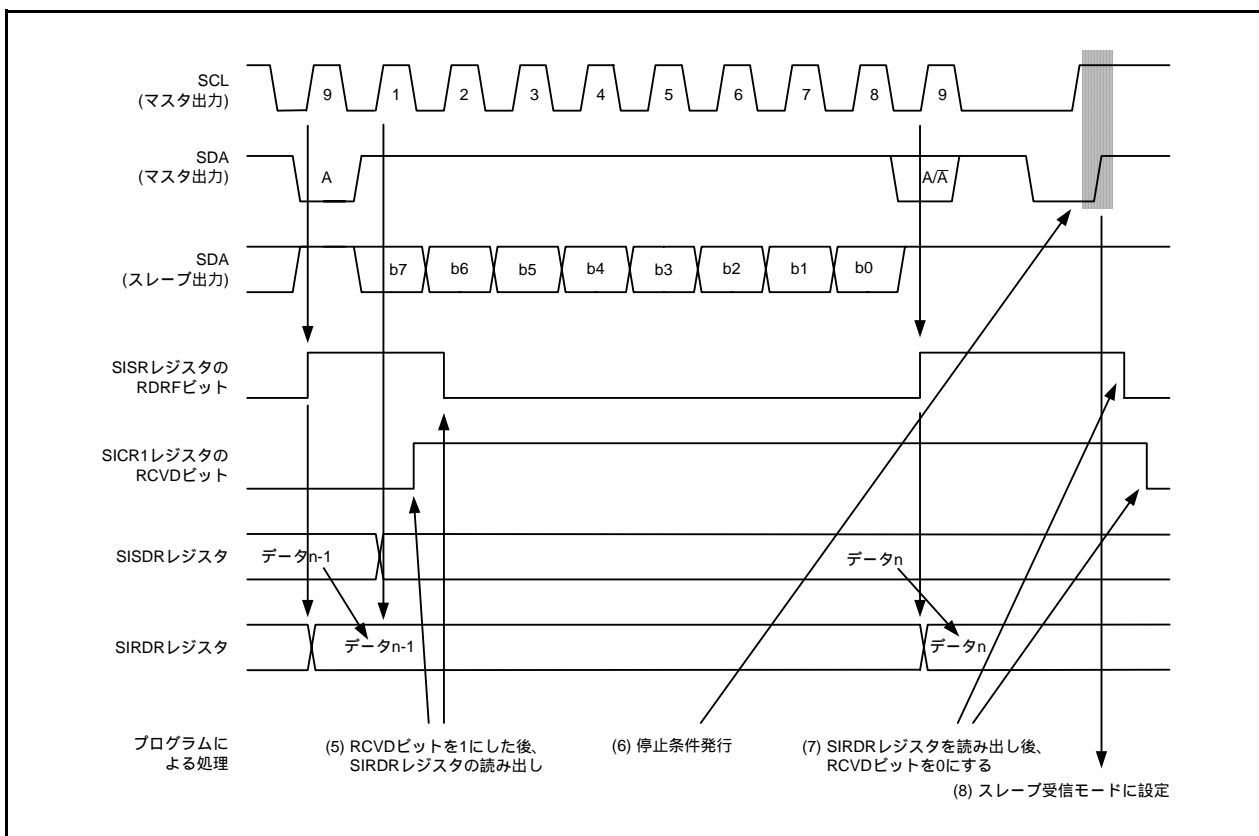 SCL
(マスタ出力)
9
1
2
3
4
5
6
7
8
9
SDA
(マスタ出力)
A
A/A̅
SDA
(スレーブ出力)
b7
b6
b5
b4
b3
b2
b1
b0
SISRレジスタの
RDRFビット
SICR1レジスタの
RCVDビット
SISDRレジスタ
データn-1
データn
SIRDRレジスタ
データn-1
データn
プログラムに
よる処理
(5) RCVDビットを1にした後、
SIRDRレジスタの読み出し
(6) 停止条件発行
(7) SIRDRレジスタを読み出し後、
RCVDビットを0にする
(8) スレーブ受信モードに設定